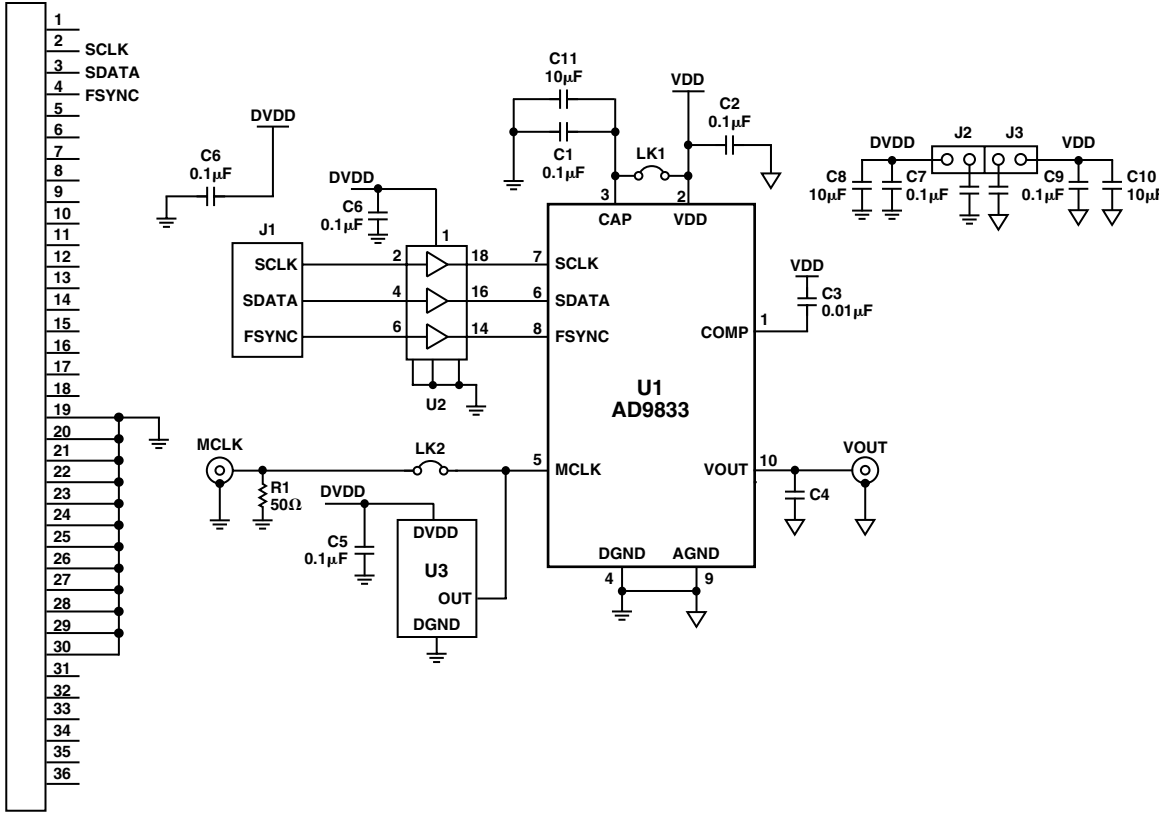 1
2
SCLK
3
SDATA
4
FSYNC
5
6
7
8
9
10
11
12
13
14
15
16
17
18
19
20
21
22
23
24
25
26
27
28
29
30
31
32
33
34
35
36
DVDD
C6
0.1µF
C11
10µF
C1
0.1µF
LK1
VDD
C2
0.1µF
3
2
CAP
VDD
DVDD
C6
0.1µF
1
J1
SCLK
2
18
7
SCLK
SDATA
4
16
6
SDATA
FSYNC
6
14
8
FSYNC
U2
U1
AD9833
COMP
1
VDD
C3
0.01µF
MCLK
R1
50Ω
LK2
5
MCLK
DVDD
C5
0.1µF
DVDD
U3
OUT
DGND
VOUT
10
VOUT
C4
DGND
AGND
4
9
DVDD
J2
J3
VDD
C8
10µF
C7
0.1µF
C9
0.1µF
C10